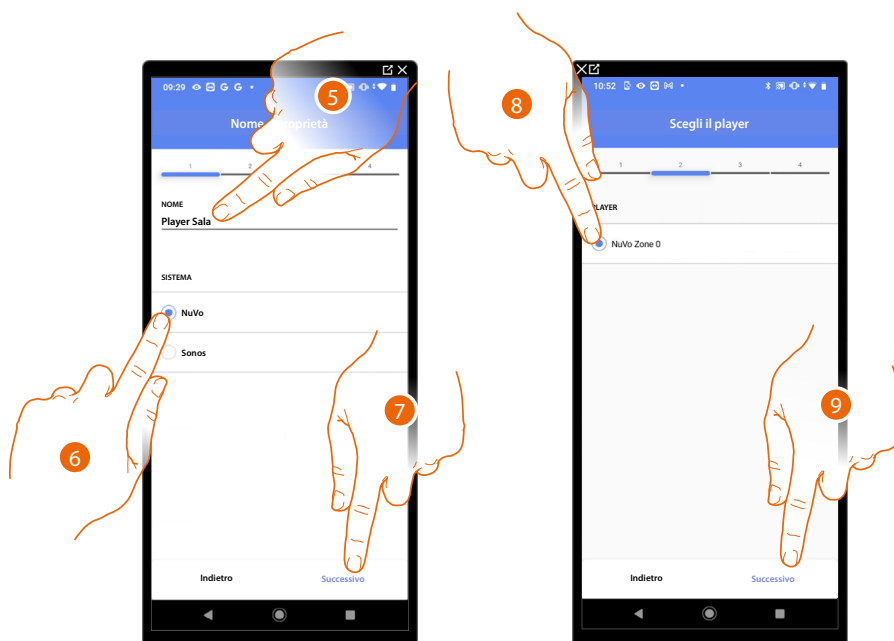 09:29 G G
5
Nome
1
2
4
NOME
Player Sala
SISTEMA
NuVo
Sonos
6
7
Indietro
Successivo
8
10:52
Scegli il player
1
2
3
4
PLAYER
NuVo Zone 0
9
Indietro
Successivo